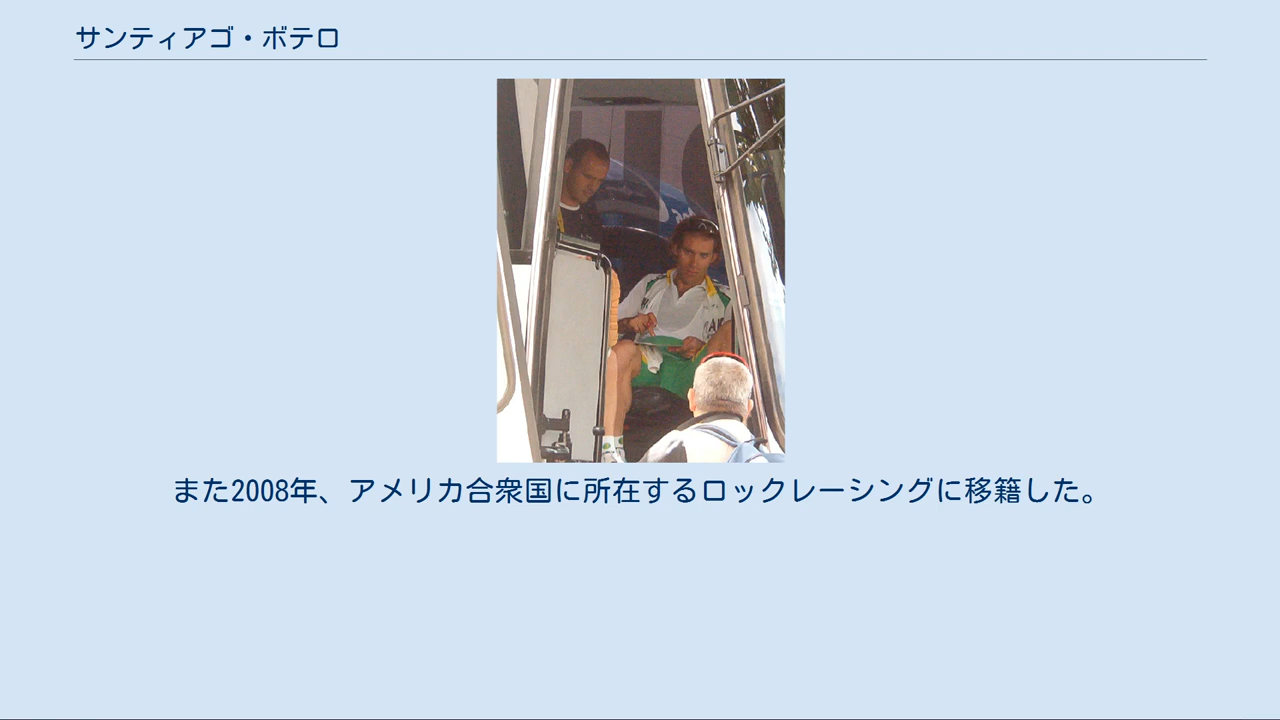 サンティアゴ・ボテロ
また2008年、アメリカ合衆国に所在するロックレーシングに移籍した。